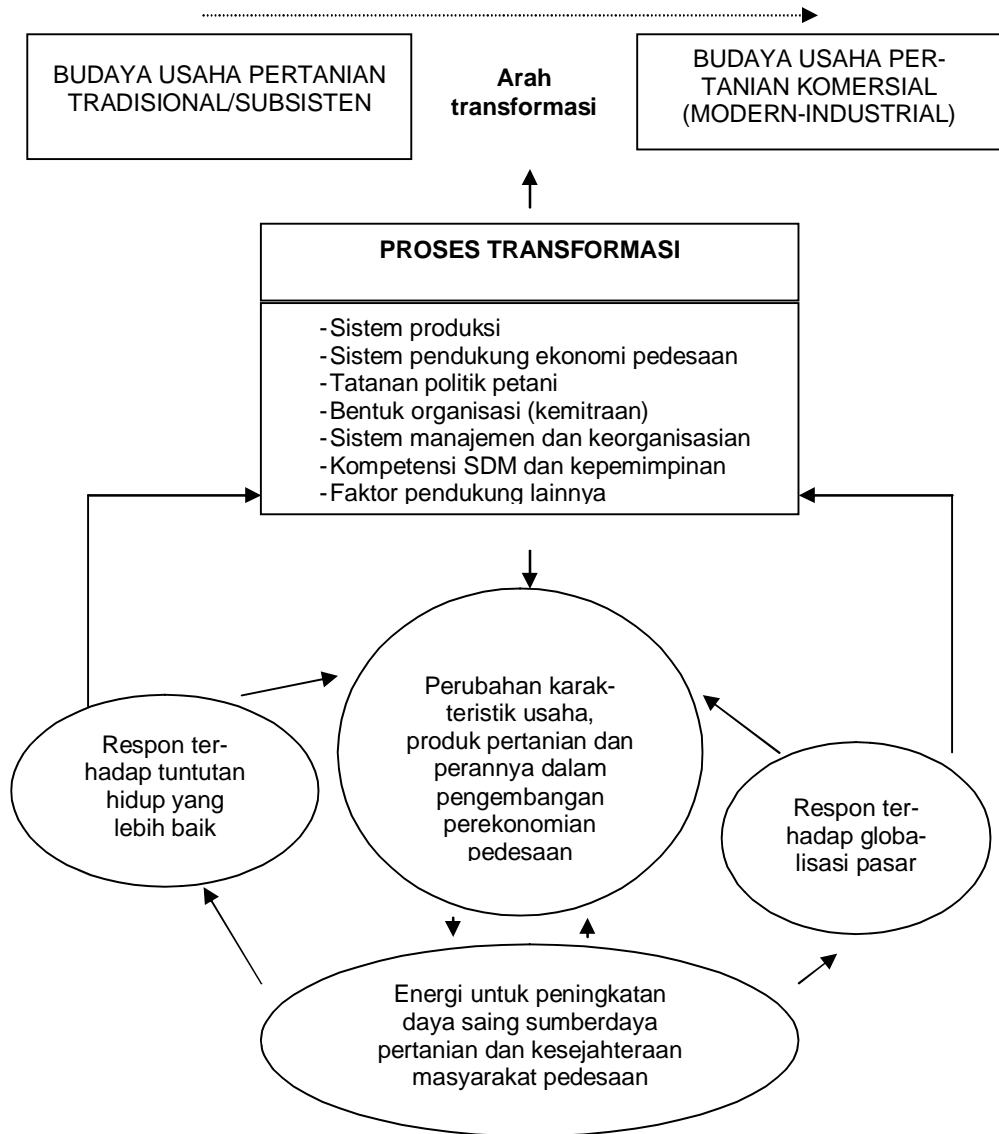 BUDAYA USAHA PERTANIAN
TRADISIONAL/SUBSISTEN
Arah
transformasi
BUDAYA USAHA PER-
TANIAN KOMERSIAL
(MODERN-INDUSTRIAL)
PROSES TRANSFORMASI
-Sistem produksi
-Sistem pendukung ekonomi pedesaan
-Tatanan politik petani
-Bentuk organisasi (kemitraan)
-Sistem manajemen dan keorganisasian
-Kompetensi SDM dan kepemimpinan
-Faktor pendukung lainnya
Respon ter-
hadap tuntutan
hidup yang
lebih baik
Perubahan karak-
teristik usaha,
produk pertanian dan
perannya dalam
pengembangan
perekonomian
pedesaan
Respon ter-
hadap globa-
lisasi pasar
Energi untuk peningkatan
daya saing sumberdaya
pertanian dan kesejahteraan
masyarakat pedesaan